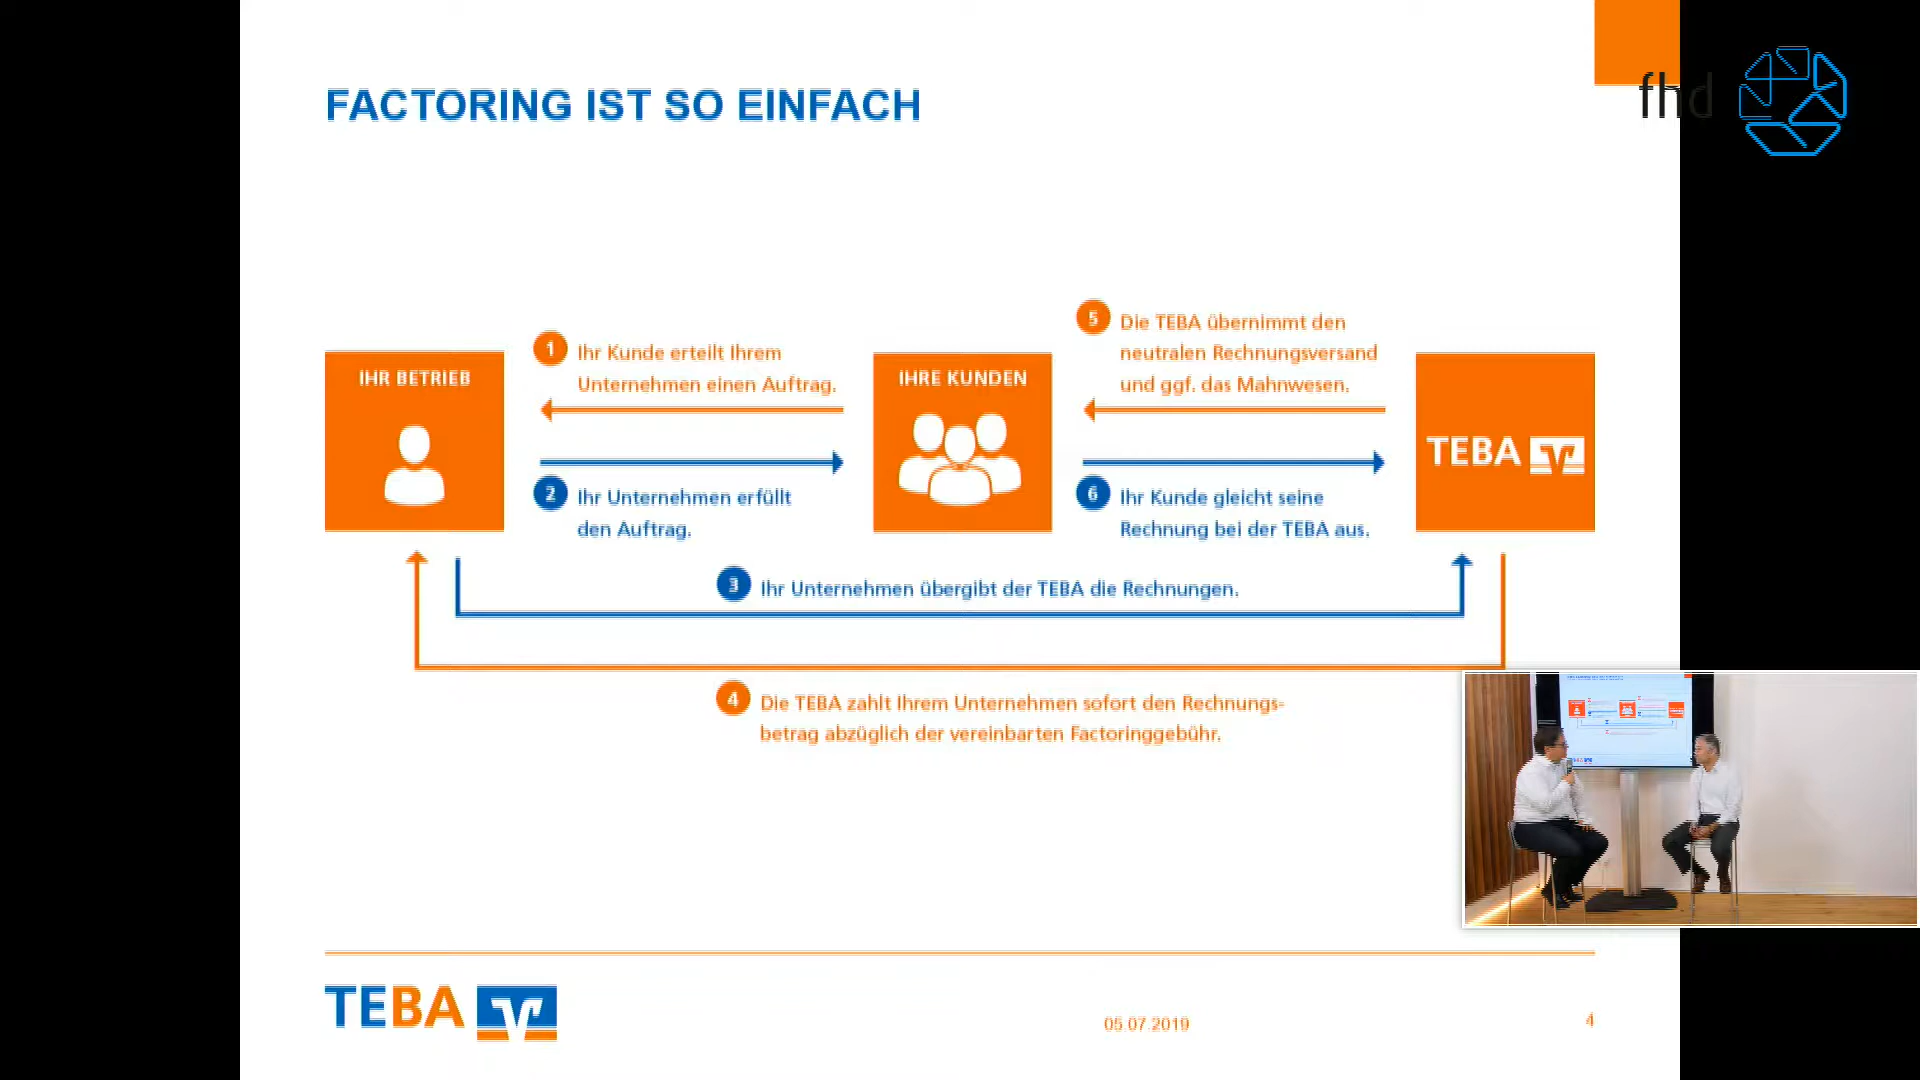 FACTORING IST SO EINFACH
fhd
IHR BETRIEB
1
Ihr Kunde erteilt Ihrem
Unternehmen einen Auftrag.
2
Ihr Unternehmen erfüllt
den Auftrag.
IHRE KUNDEN
5
Die TEBA übernimmt den
neutralen Rechnungsversand
und ggf. das Mahnwesen.
6
Ihr Kunde gleicht seine
Rechnung bei der TEBA aus.
TEBA
3
Ihr Unternehmen übergibt der TEBA die Rechnungen.
4
Die TEBA zahlt Ihrem Unternehmen sofort den Rechnungs-
betrag abzüglich der vereinbarten Factoringgebühr.
TEBA
05.07.2019
4